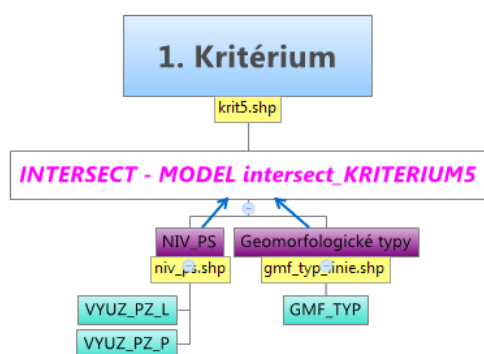 1. Kritérium
krit5.shp
INTERSECT - MODEL intersect_KRITERIUM5
NIV_PS
Geomorfologické typy
niv_ps.shp
gmf_typ_linie.shp
VYUZ_PZ_L
GMF_TYP
VYUZ_PZ_P